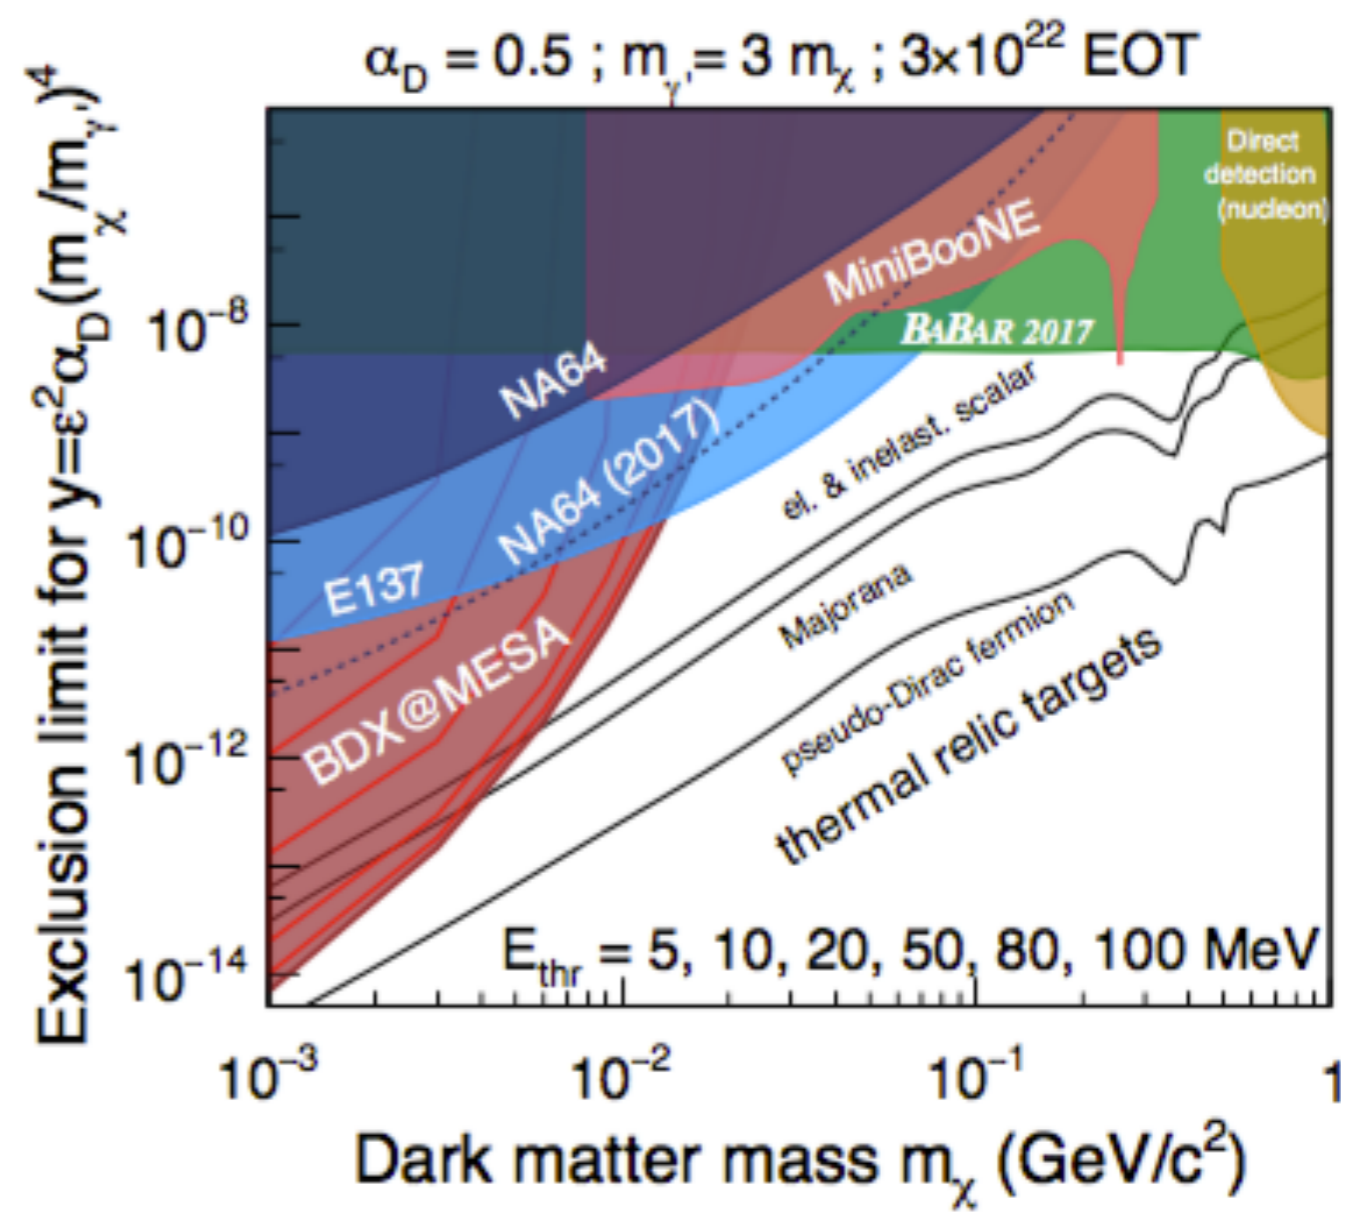 α_D = 0.5 ; m_γ'= 3 m_χ ; 3×10²² EOT
Exclusion limit for y=ε²α_D(m_χ/m_γ')⁴
Direct
detection
(nucleon)
MiniBooNE
10⁻⁸
BABAR 2017
NA64
el. & inelast. scalar
NA64 (2017)
10⁻¹⁰
E137
Majorana
BDX@MESA
pseudo-Dirac fermion
thermal relic targets
10⁻¹²
E_thr = 5, 10, 20, 50, 80, 100 MeV
10⁻¹⁴
10⁻³ 10⁻² 10⁻¹ 1
Dark matter mass m_χ (GeV/c²)